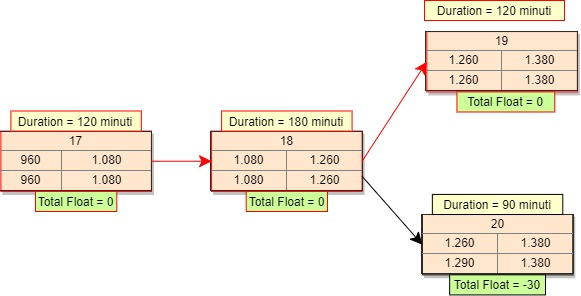 Duration = 120 minuti
17
960 1.080
960 1.080
Total Float = 0
Duration = 180 minuti
18
1.080 1.260
1.080 1.260
Total Float = 0
Duration = 120 minuti
19
1.260 1.380
1.260 1.380
Total Float = 0
Duration = 90 minuti
20
1.260 1.380
1.290 1.380
Total Float = -30